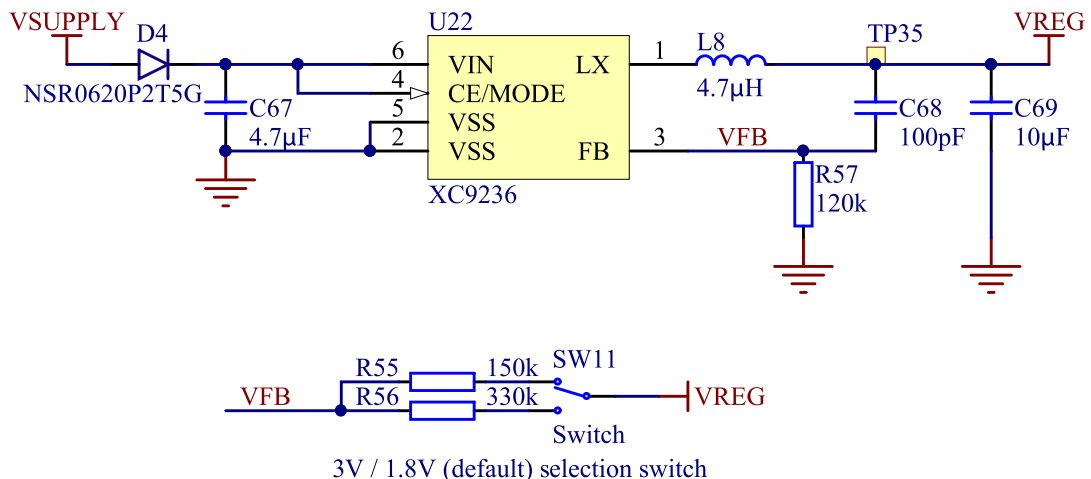 VSUPPLY
D4
NSR0620P2T5G
C67
4.7µF
U22
6
4
5
2
VIN
CE/MODE
VSS
VSS
LX
FB
XC9236
1
3
L8
4.7µH
VFB
TP35
C68
100pF
R57
120k
C69
10µF
VREG
VFB
R55
150k
R56
330k
SW11
Switch
VREG
3V / 1.8V (default) selection switch